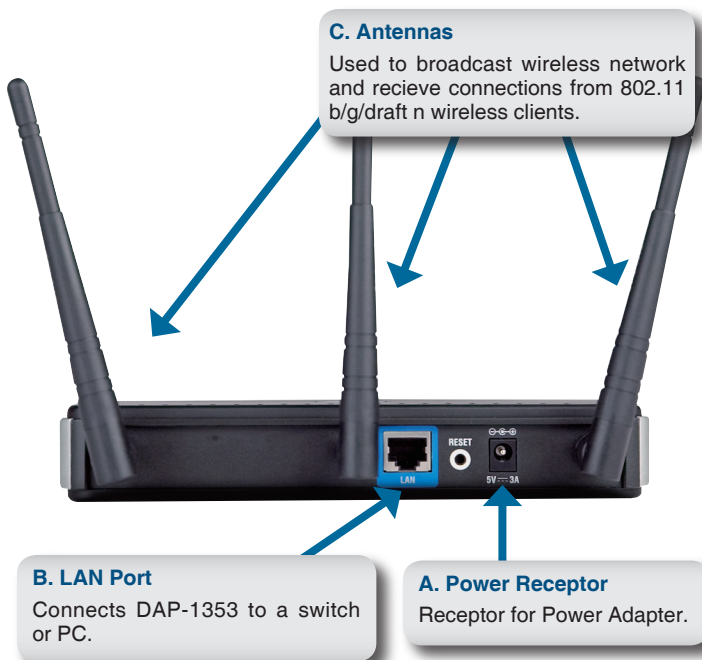 C. Antennas
Used to broadcast wireless network
and recieve connections from 802.11
b/g/draft n wireless clients.
RESET
LAN
5V⎓3A
B. LAN Port
Connects DAP-1353 to a switch
or PC.
A. Power Receptor
Receptor for Power Adapter.